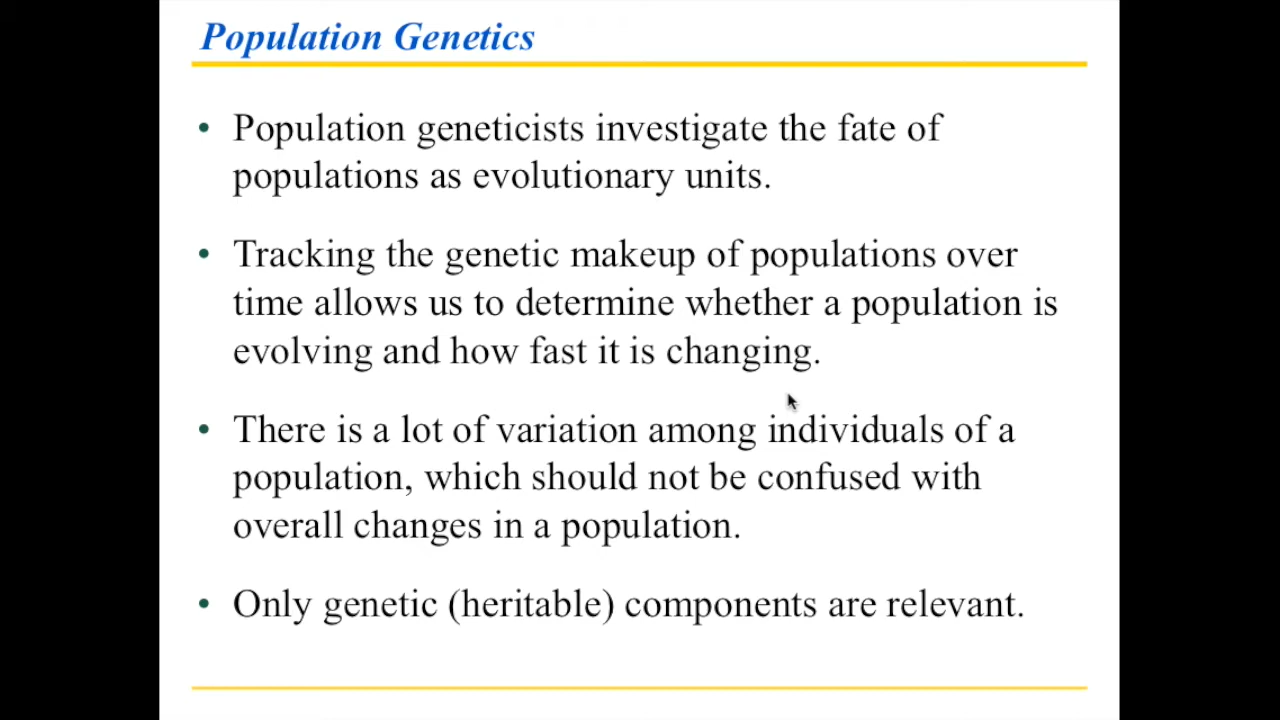 Population Genetics
• Population geneticists investigate the fate of
populations as evolutionary units.
• Tracking the genetic makeup of populations over
time allows us to determine whether a population is
evolving and how fast it is changing.
• There is a lot of variation among individuals of a
population, which should not be confused with
overall changes in a population.
• Only genetic (heritable) components are relevant.